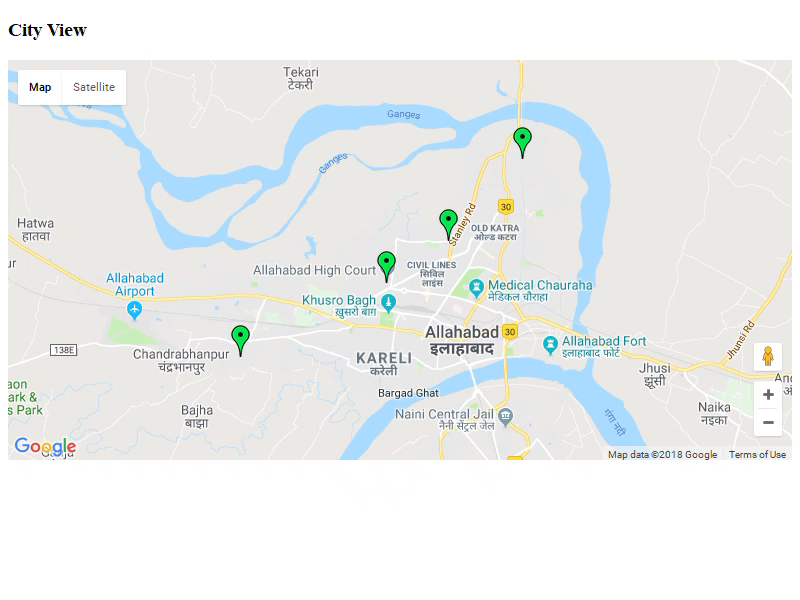 City View
Tekari
टेकरी
Map
Satellite
Ganges
Ganges
30
Stanley Rd
Hatwa
हातवा
OLD KATRA
ओल्ड कटरा
ur
CIVIL LINES
सिविल
लाइंस
Allahabad High Court
Allahabad
Airport
Medical Chauraha
मेडिकल चौराहा
Khusro Bagh
ख़ुसरो बाग़
Allahabad
इलाहाबाद
30
Jhunsi Rd
Allahabad Fort
इलाहाबाद फोर्ट
138E
Chandrabhanpur
चंद्रभानपुर
KARELI
करेली
Jhusi
झूंसी
And
अं
aon
ark &
s Park
Bargad Ghat
Bajha
बाझा
Naini Central Jail
नैनी सेंट्रल जेल
गंगा नदी
Naika
नइका
+
−
Google
Map data ©2018 Google
Terms of Use